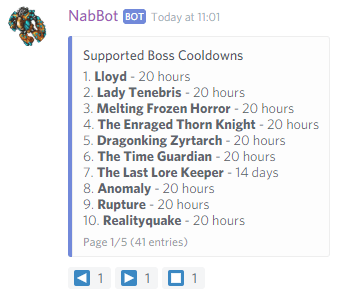 NabBot BOT Today at 11:01
Supported Boss Cooldowns
1. Lloyd - 20 hours
2. Lady Tenebris - 20 hours
3. Melting Frozen Horror - 20 hours
4. The Enraged Thorn Knight - 20 hours
5. Dragonking Zyrtarch - 20 hours
6. The Time Guardian - 20 hours
7. The Last Lore Keeper - 14 days
8. Anomaly - 20 hours
9. Rupture - 20 hours
10. Realityquake - 20 hours
Page 1/5 (41 entries)
1 1 1